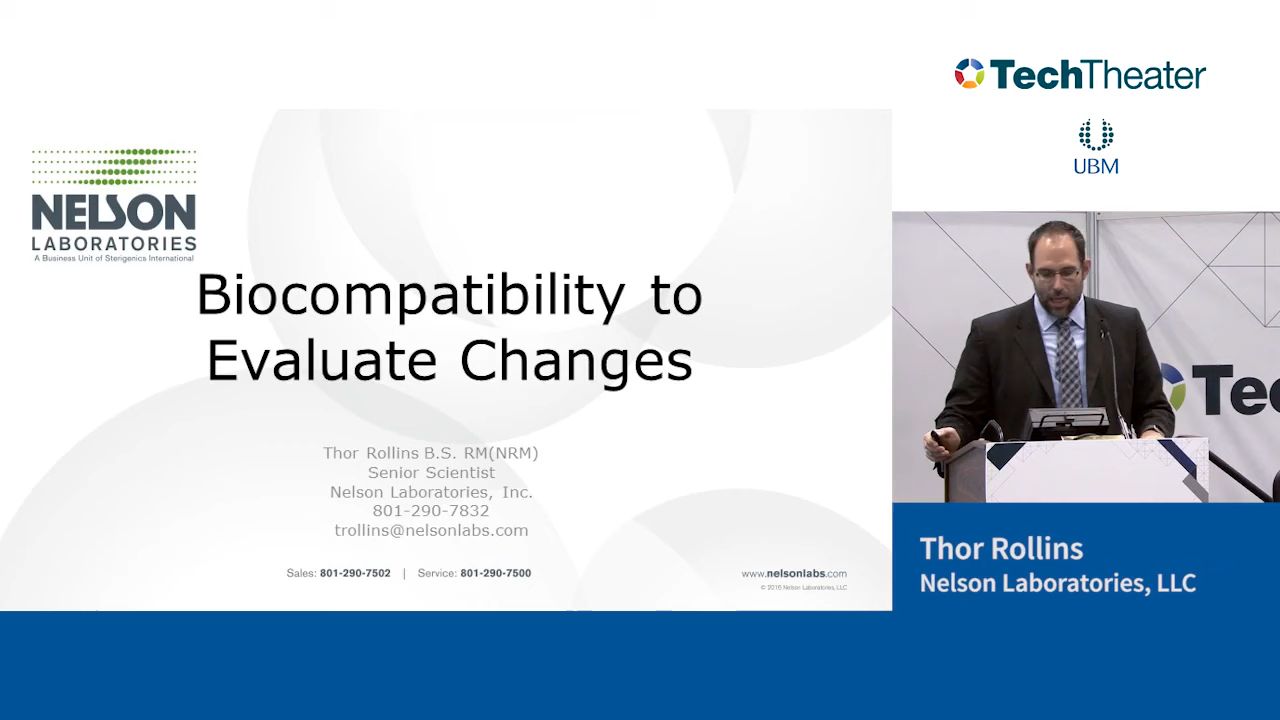 TechTheater
UBM
NELSON
LABORATORIES
A Business Unit of Sterigenics International
Biocompatibility to
Evaluate Changes
Thor Rollins B.S. RM(NRM)
Senior Scientist
Nelson Laboratories, Inc.
801-290-7832
trollins@nelsonlabs.com
Sales: 801-290-7502 | Service: 801-290-7500
www.nelsonlabs.com
© 2016 Nelson Laboratories, LLC
Tec
Thor Rollins
Nelson Laboratories, LLC